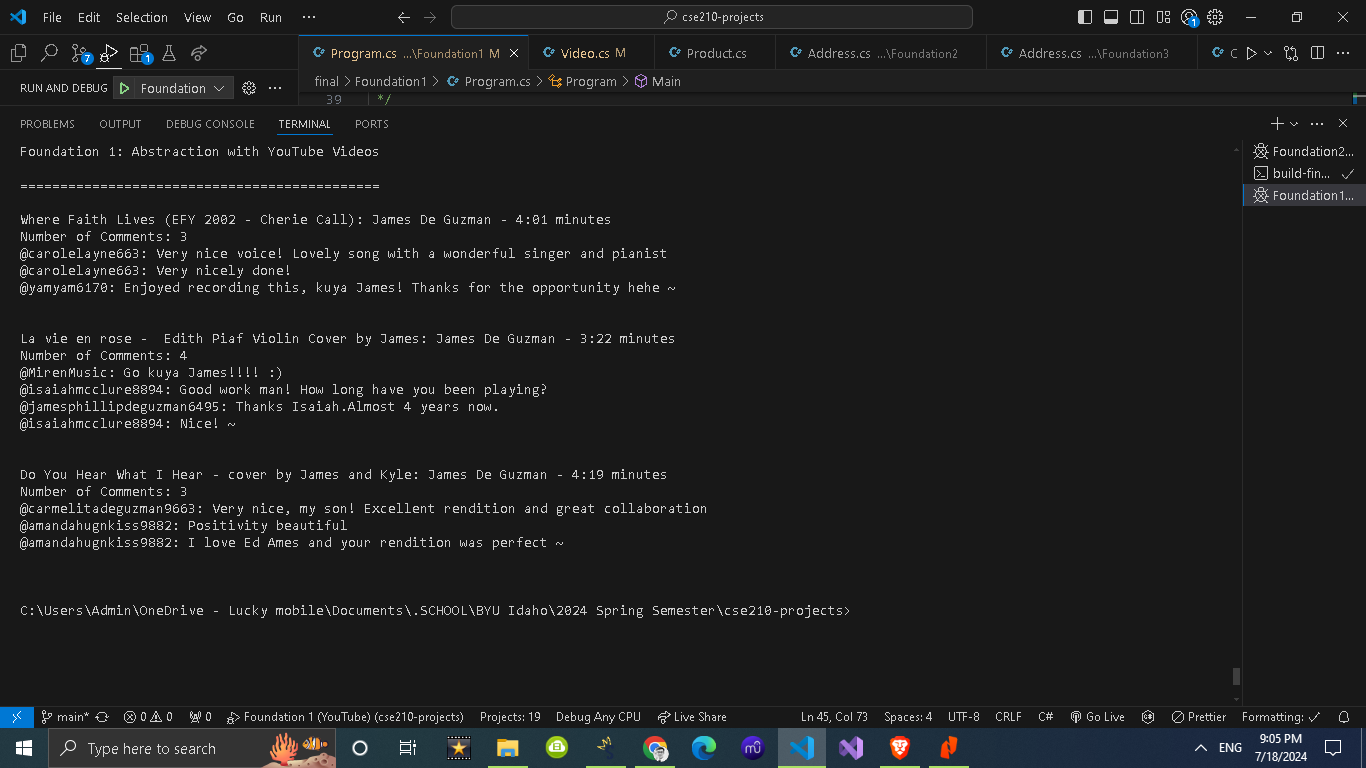 File Edit Selection View Go Run ··· cse210-projects
Program.cs ...\Foundation1 M Video.cs M Product.cs Address.cs ...\Foundation2 Address.cs ...\Foundation3
7 1 1
RUN AND DEBUG Foundation ···
final > Foundation1 > Program.cs > Program > Main
39 */
PROBLEMS OUTPUT DEBUG CONSOLE TERMINAL PORTS
Foundation2...
build-fin...
Foundation1...
Foundation 1: Abstraction with YouTube Videos
=============================================
Where Faith Lives (EFY 2002 - Cherie Call): James De Guzman - 4:01 minutes
Number of Comments: 3
@carolelayne663: Very nice voice! Lovely song with a wonderful singer and pianist
@carolelayne663: Very nicely done!
@yamyam6170: Enjoyed recording this, kuya James! Thanks for the opportunity hehe ~
La vie en rose -  Edith Piaf Violin Cover by James: James De Guzman - 3:22 minutes
Number of Comments: 4
@MirenMusic: Go kuya James!!!! :)
@isaiahmcclure8894: Good work man! How long have you been playing?
@jamesphillipdeguzman6495: Thanks Isaiah.Almost 4 years now.
@isaiahmcclure8894: Nice! ~
Do You Hear What I Hear - cover by James and Kyle: James De Guzman - 4:19 minutes
Number of Comments: 3
@carmelitadeguzman9663: Very nice, my son! Excellent rendition and great collaboration
@amandahugnkiss9882: Positivity beautiful
@amandahugnkiss9882: I love Ed Ames and your rendition was perfect ~
C:\Users\Admin\OneDrive - Lucky mobile\Documents\.SCHOOL\BYU Idaho\2024 Spring Semester\cse210-projects>
main* 0 0 0 Foundation 1 (YouTube) (cse210-projects) Projects: 19 Debug Any CPU Live Share Ln 45, Col 73 Spaces: 4 UTF-8 CRLF C# Go Live Prettier Formatting: ✓
Type here to search ENG 9:05 PM
7/18/2024